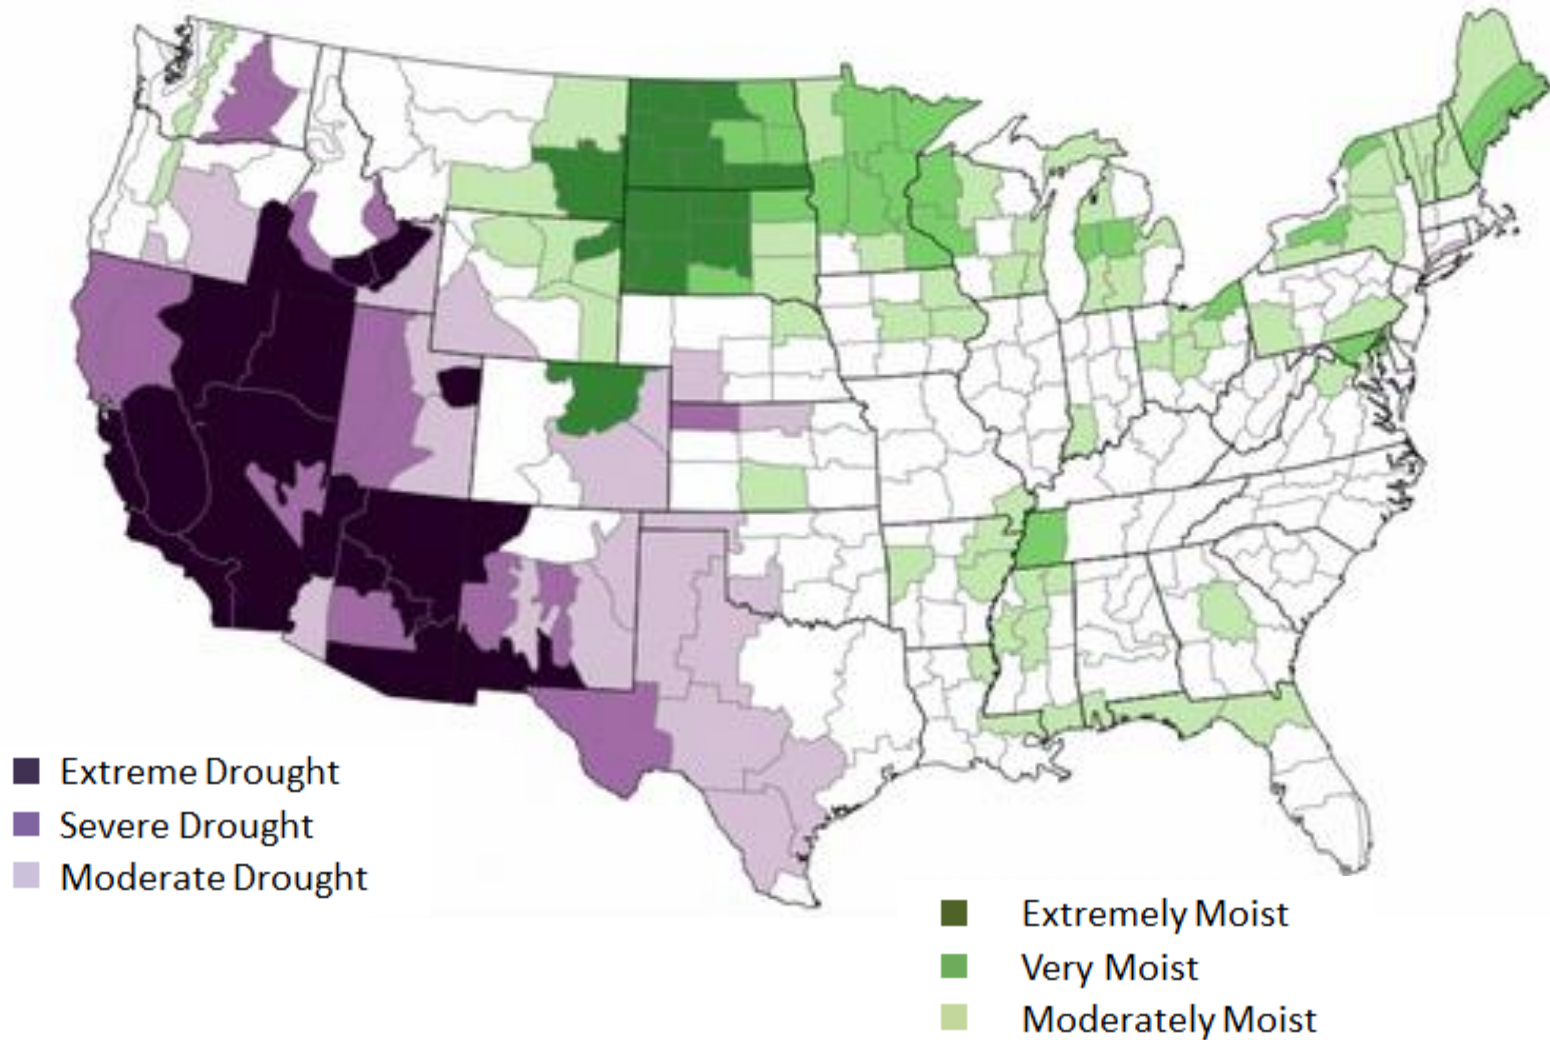 Extreme Drought
Severe Drought
Moderate Drought
Extremely Moist
Very Moist
Moderately Moist